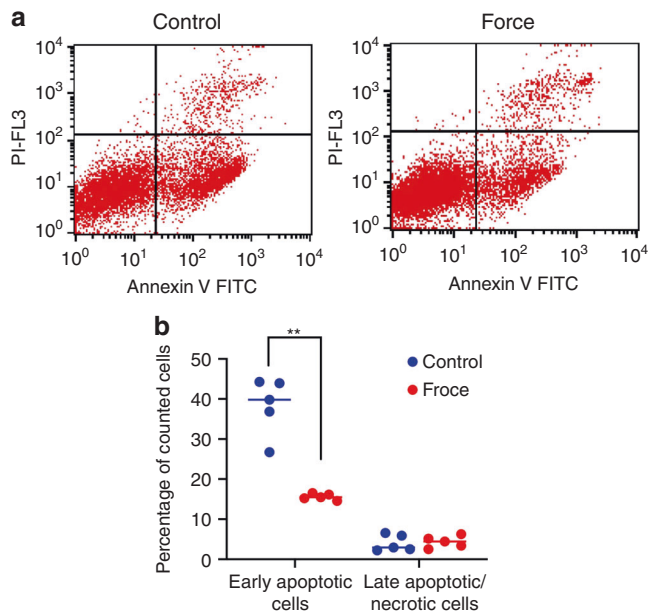 a
Control
Force
PI-FL3
10⁴
10³
10²
10¹
10⁰
10⁰ 10¹ 10² 10³ 10⁴
Annexin V FITC
PI-FL3
10⁴
10³
10²
10¹
10⁰
10⁰ 10¹ 10² 10³ 10⁴
Annexin V FITC
b
Percentage of counted cells
50
40
30
20
10
0
**
Control
Froce
Early apoptotic
cells
Late apoptotic/
necrotic cells